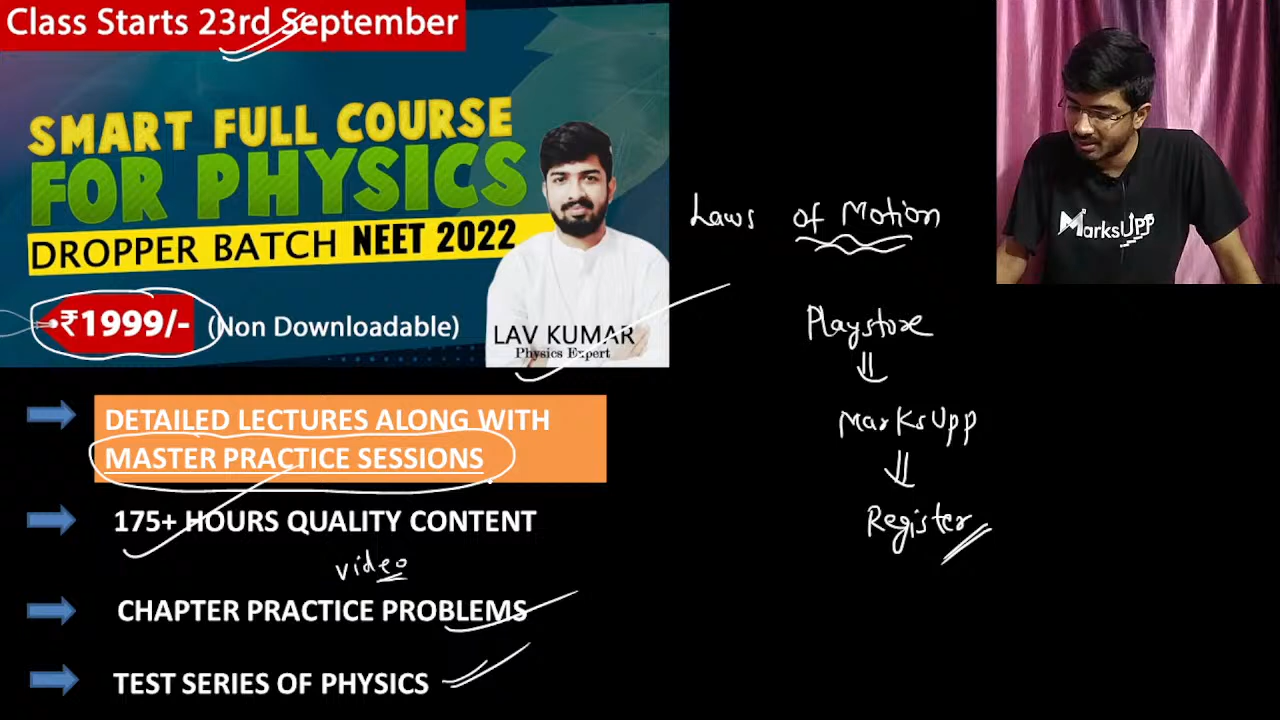 Class Starts 23rd September
SMART FULL COURSE
FOR PHYSICS
DROPPER BATCH NEET 2022
₹1999/- (Non Downloadable)
LAV KUMAR
Physics Expert
DETAILED LECTURES ALONG WITH
MASTER PRACTICE SESSIONS
175+ HOURS QUALITY CONTENT
video
CHAPTER PRACTICE PROBLEMS
TEST SERIES OF PHYSICS
Laws of Motion
Playstore
MarksUpp
Register
MarksUpp